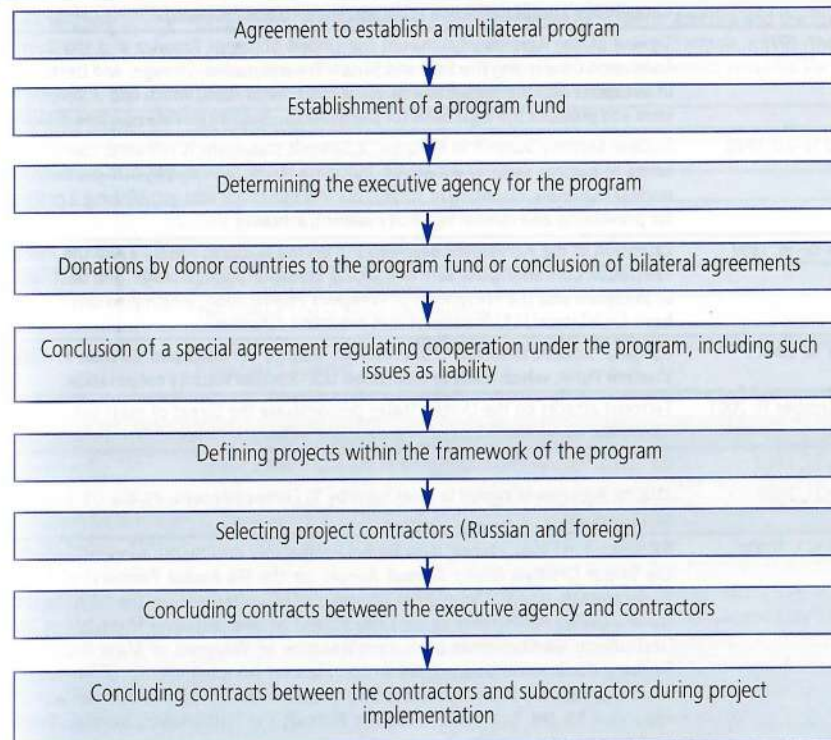 Agreement to establish a multilateral program
Establishment of a program fund
Determining the executive agency for the program
Donations by donor countries to the program fund or conclusion of bilateral agreements
Conclusion of a special agreement regulating cooperation under the program, including such
issues as liability
Defining projects within the framework of the program
Selecting project contractors (Russian and foreign)
Concluding contracts between the executive agency and contractors
Concluding contracts between the contractors and subcontractors during project
implementation